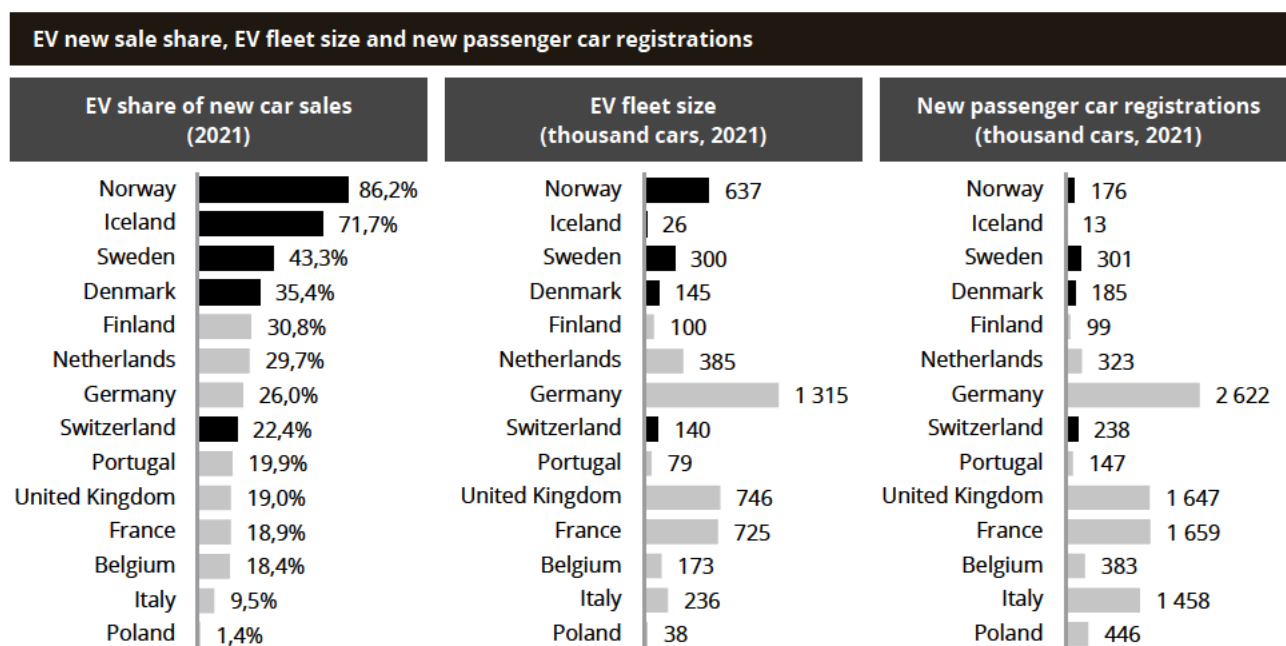 EV new sale share, EV fleet size and new passenger car registrations
EV share of new car sales
(2021)
Norway 86,2%
Iceland 71,7%
Sweden 43,3%
Denmark 35,4%
Finland 30,8%
Netherlands 29,7%
Germany 26,0%
Switzerland 22,4%
Portugal 19,9%
United Kingdom 19,0%
France 18,9%
Belgium 18,4%
Italy 9,5%
Poland 1,4%
EV fleet size
(thousand cars, 2021)
Norway 637
Iceland 26
Sweden 300
Denmark 145
Finland 100
Netherlands 385
Germany 1 315
Switzerland 140
Portugal 79
United Kingdom 746
France 725
Belgium 173
Italy 236
Poland 38
New passenger car registrations
(thousand cars, 2021)
Norway 176
Iceland 13
Sweden 301
Denmark 185
Finland 99
Netherlands 323
Germany 2 622
Switzerland 238
Portugal 147
United Kingdom 1 647
France 1 659
Belgium 383
Italy 1 458
Poland 446